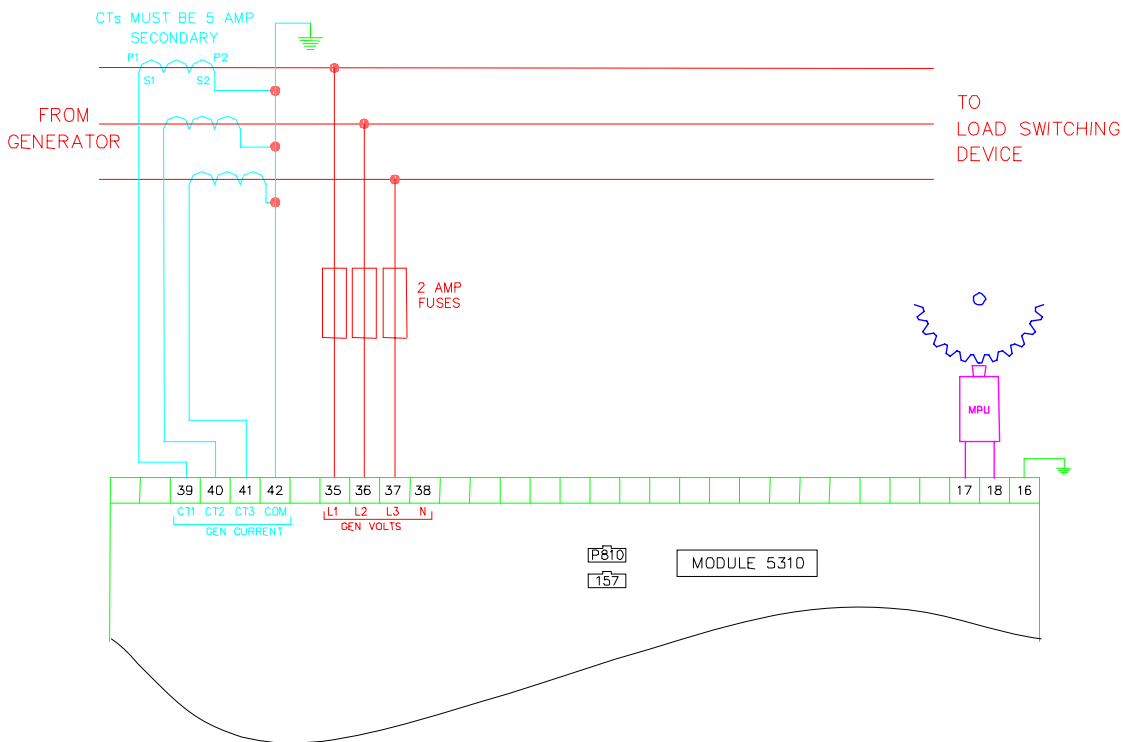 CTs MUST BE 5 AMP
SECONDARY
P1 P2
S1 S2
FROM
GENERATOR
TO
LOAD SWITCHING
DEVICE
2 AMP
FUSES
MPU
39 40 41 42 35 36 37 38 17 18 16
CT1 CT2 CT3 COM L1 L2 L3 N
GEN CURRENT
GEN VOLTS
P810
157
MODULE 5310